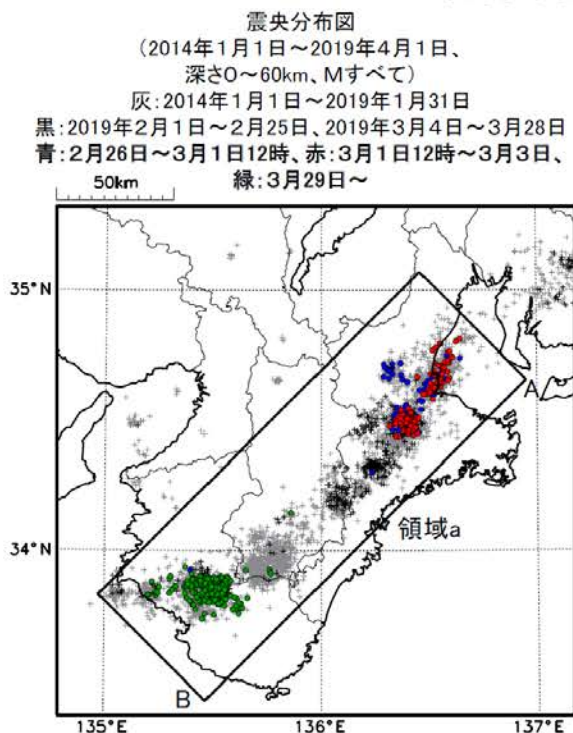 震央分布図
(2014年1月1日～2019年4月1日、
深さ0～60km、Mすべて)
灰:2014年1月1日～2019年1月31日
黒:2019年2月1日～2月25日、2019年3月4日～3月28日
青:2月26日～3月1日12時、赤:3月1日12時～3月3日、
緑:3月29日～
50km
35°N
A
領域a
34°N
B
135°E
136°E
137°E